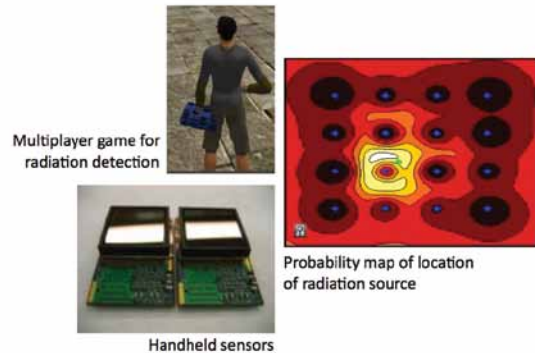 Multiplayer game for
radiation detection
Probability map of location
of radiation source
Handheld sensors